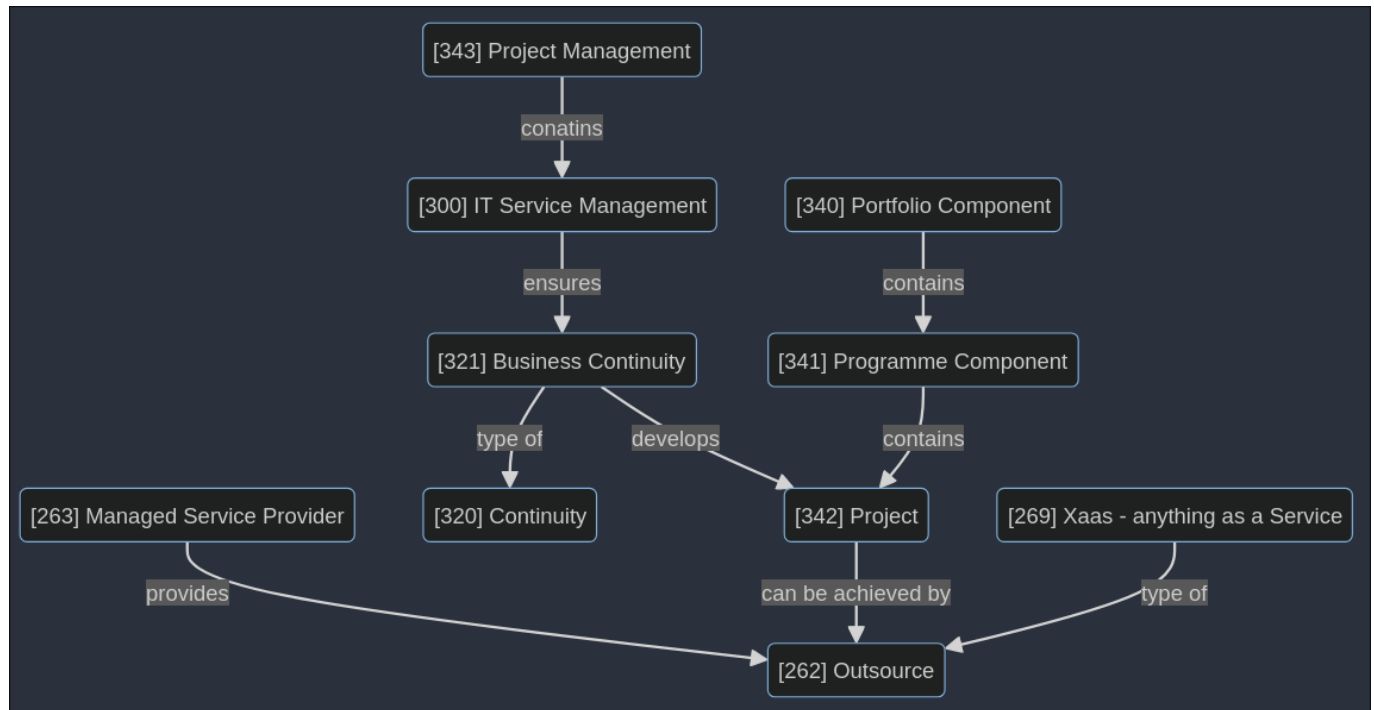 [343] Project Management
conatins
[300] IT Service Management
[340] Portfolio Component
ensures
contains
[321] Business Continuity
[341] Programme Component
type of
develops
contains
[263] Managed Service Provider
[320] Continuity
[342] Project
[269] Xaas - anything as a Service
provides
can be achieved by
type of
[262] Outsource